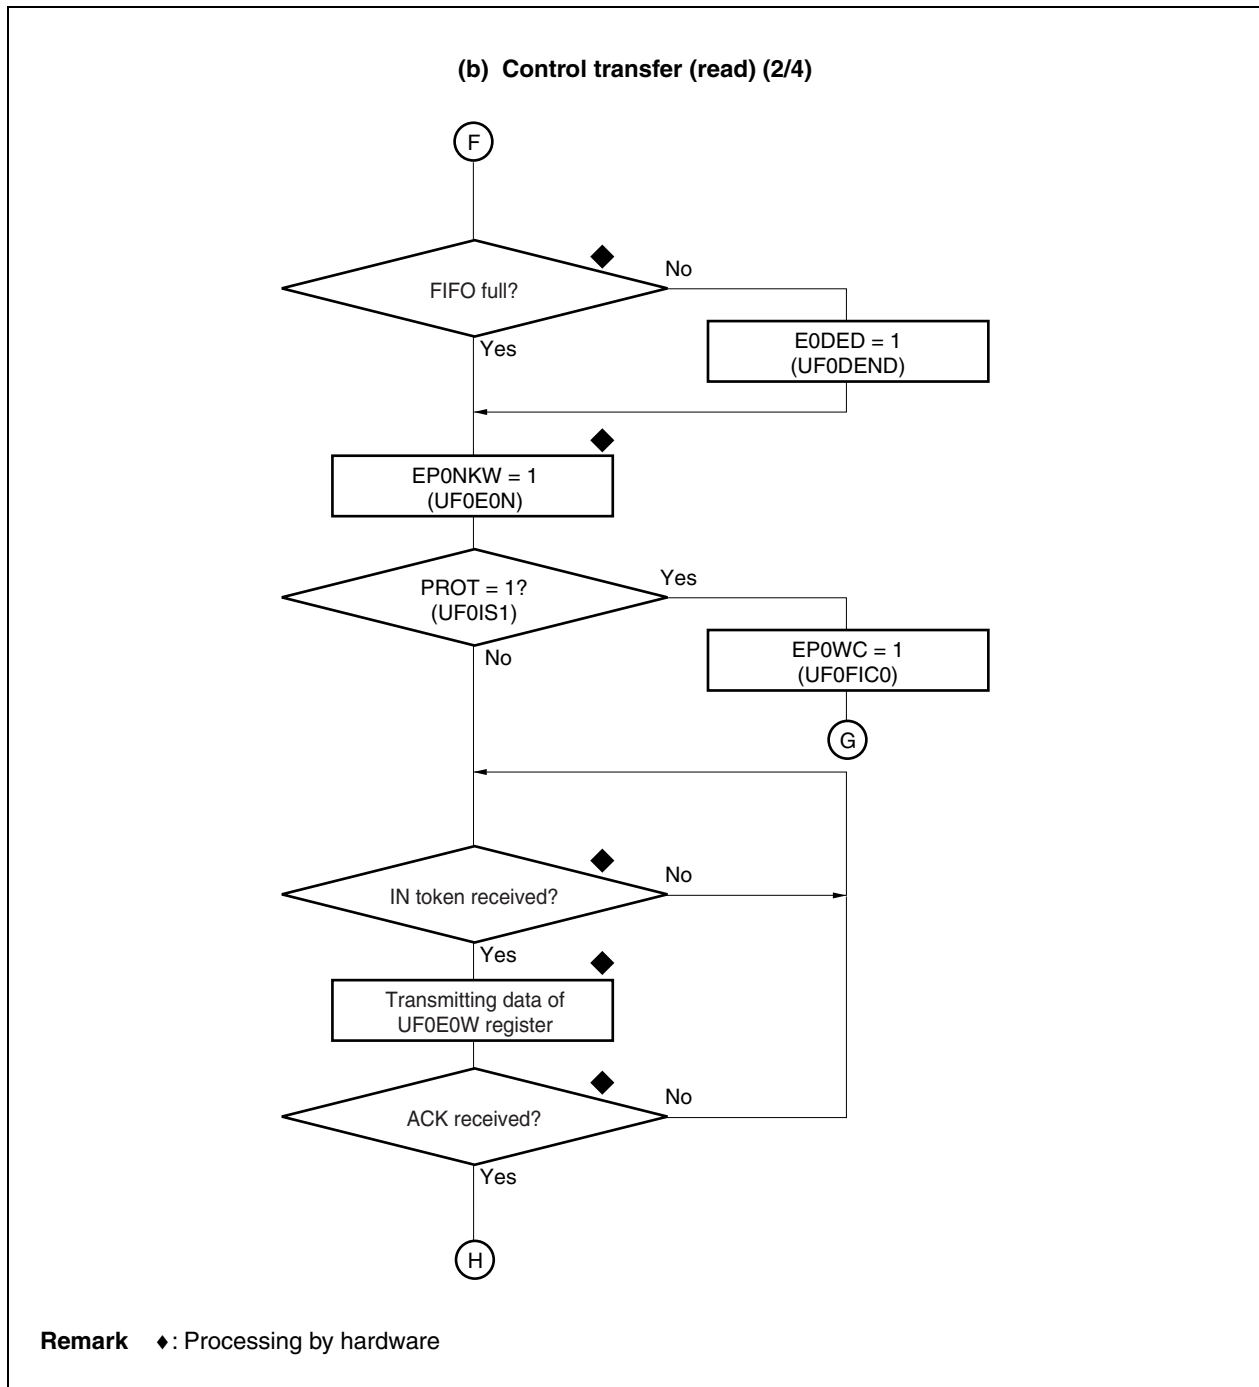 (b) Control transfer (read) (2/4)
F
FIFO full?
No
Yes
E0DED = 1
(UF0DEND)
EP0NKW = 1
(UF0E0N)
PROT = 1?
(UF0IS1)
Yes
No
EP0WC = 1
(UF0FIC0)
G
IN token received?
No
Yes
Transmitting data of
UF0E0W register
ACK received?
No
Yes
H
Remark ♦: Processing by hardware